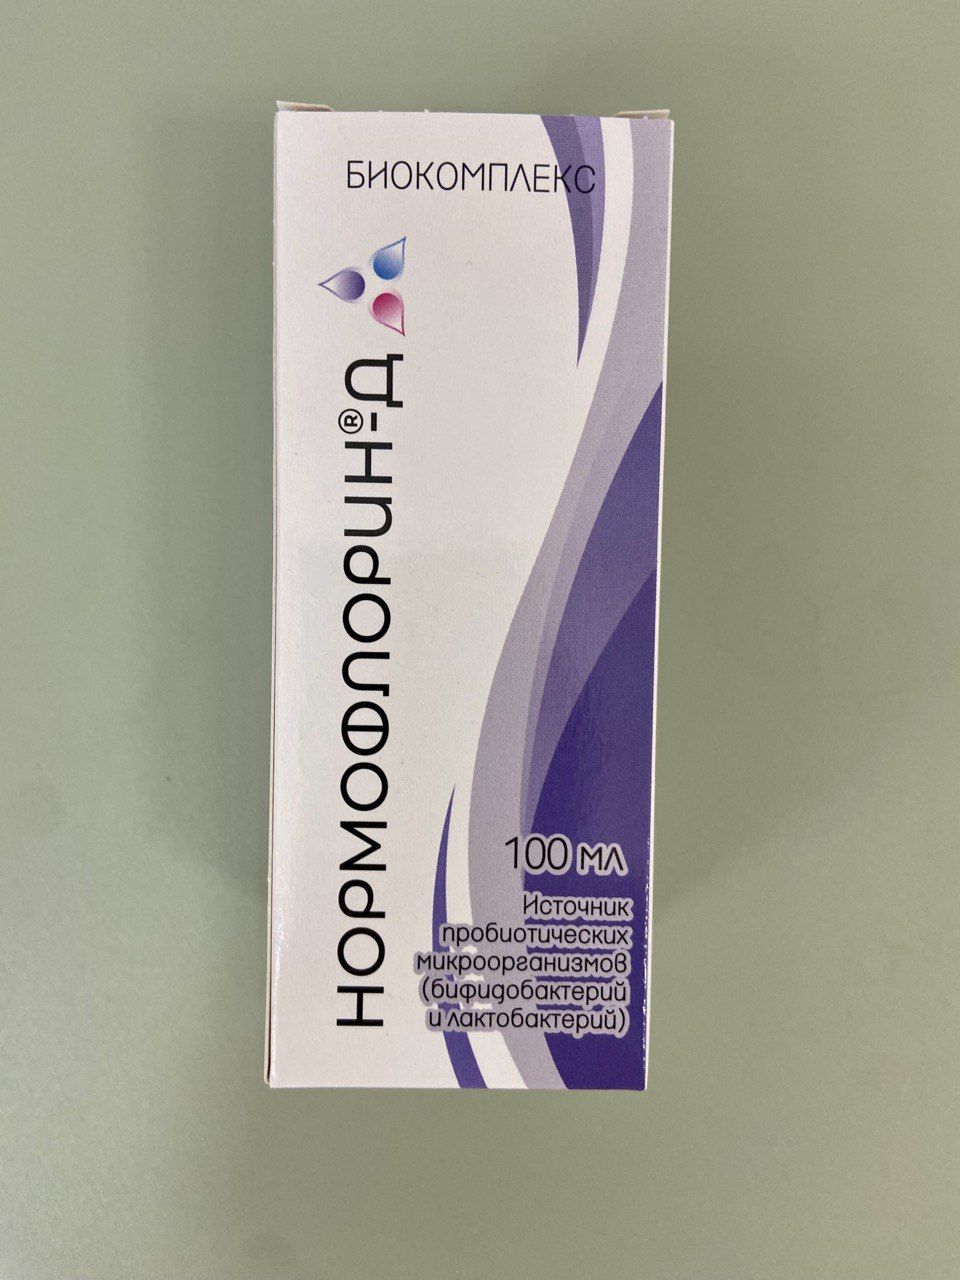 БИОКОМПЛЕКС
НОРМОФЛОРИН®-Д
100 мл
Источник
пробиотических
микроорганизмов
(бифидобактерий
и лактобактерий)